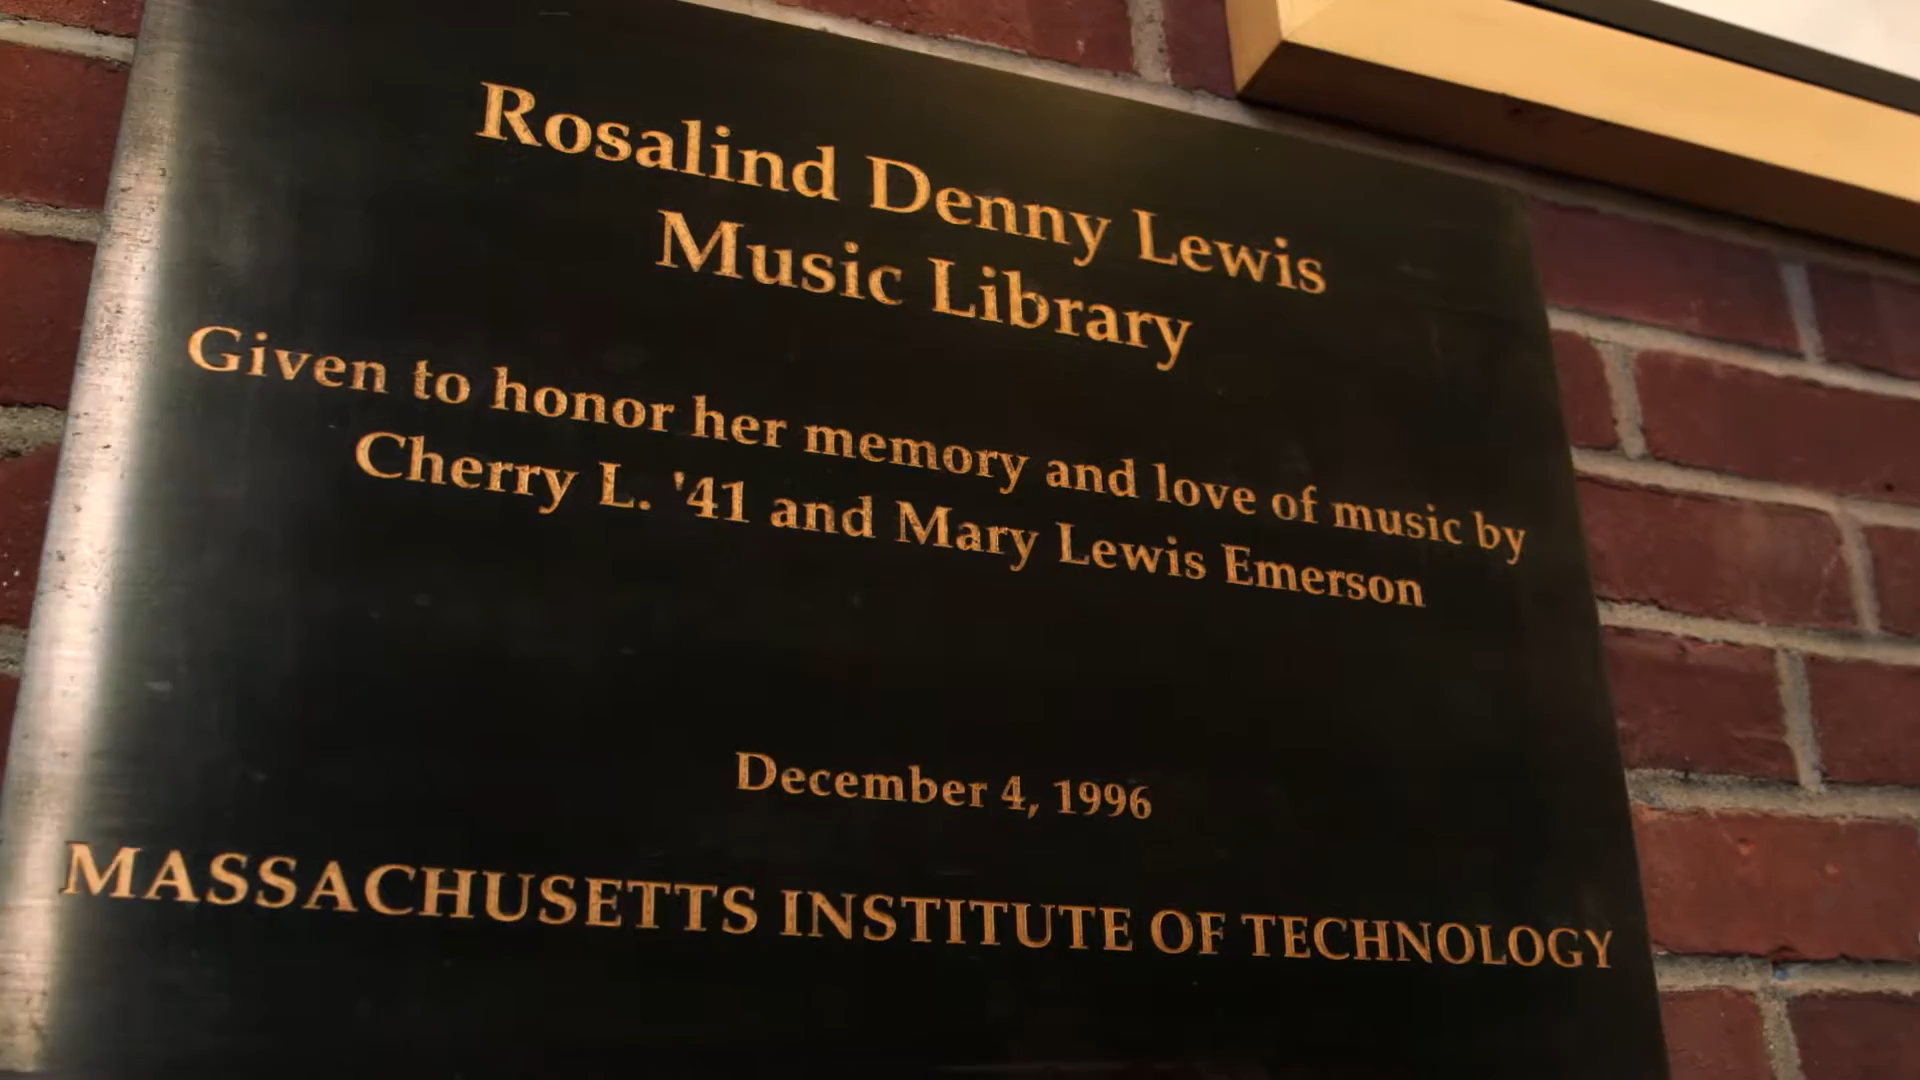 Rosalind Denny Lewis
Music Library
Given to honor her memory and love of music by
Cherry L. '41 and Mary Lewis Emerson
December 4, 1996
MASSACHUSETTS INSTITUTE OF TECHNOLOGY